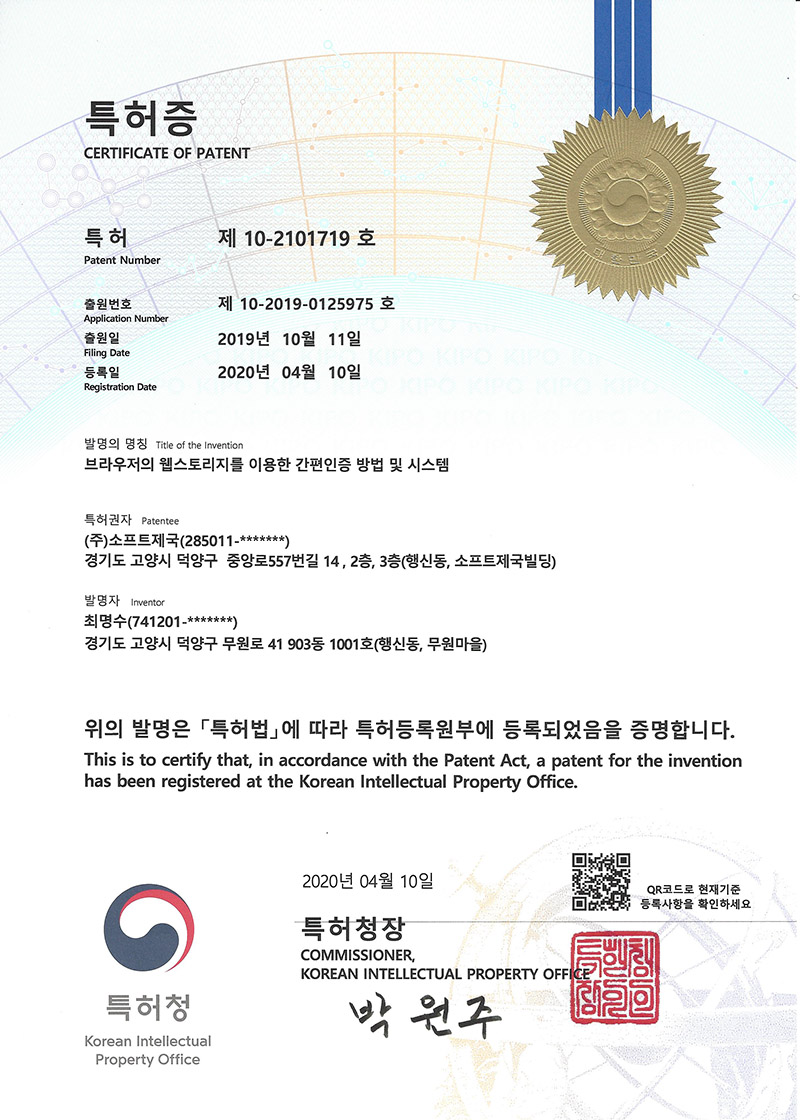 특허증
CERTIFICATE OF PATENT
특 허 제 10-2101719 호
Patent Number
출원번호 제 10-2019-0125975 호
Application Number
출원일 2019년 10월 11일
Filing Date
등록일 2020년 04월 10일
Registration Date
발명의 명칭 Title of the Invention
브라우저의 웹스토리지를 이용한 간편인증 방법 및 시스템
특허권자 Patentee
(주)소프트제국(285011-*******)
경기도 고양시 덕양구 중앙로557번길 14 , 2층, 3층(행신동, 소프트제국빌딩)
발명자 Inventor
최명수(741201-*******)
경기도 고양시 덕양구 무원로 41 903동 1001호(행신동, 무원마을)
위의 발명은 「특허법」에 따라 특허등록원부에 등록되었음을 증명합니다.
This is to certify that, in accordance with the Patent Act, a patent for the invention
has been registered at the Korean Intellectual Property Office.
2020년 04월 10일
QR코드로 현재기준
등록사항을 확인하세요
특허청장
COMMISSIONER,
KOREAN INTELLECTUAL PROPERTY OFFICE
박 원 주
특허청장의인
특허청
Korean Intellectual
Property Office
대한민국
KIPO KIPO KIPO KIPO